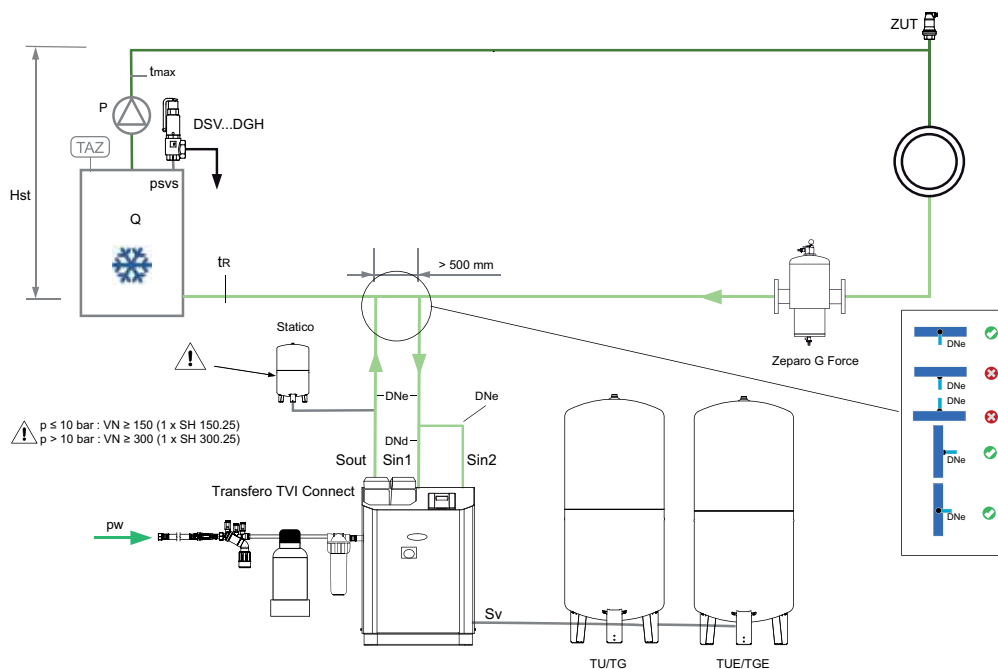 ZUT
tmax
P
DSV...DGH
TAZ
psvs
Hst
Q
tR
> 500 mm
Statico
Zeparo G Force
DNe
DNe
DNe
DNe
DNe
DNe
DNe
p ≤ 10 bar : VN ≥ 150 (1 x SH 150.25)
p > 10 bar : VN ≥ 300 (1 x SH 300.25)
DNd
Sout
Sin1
Sin2
Transfero TVI Connect
pw
Sv
TU/TG
TUE/TGE